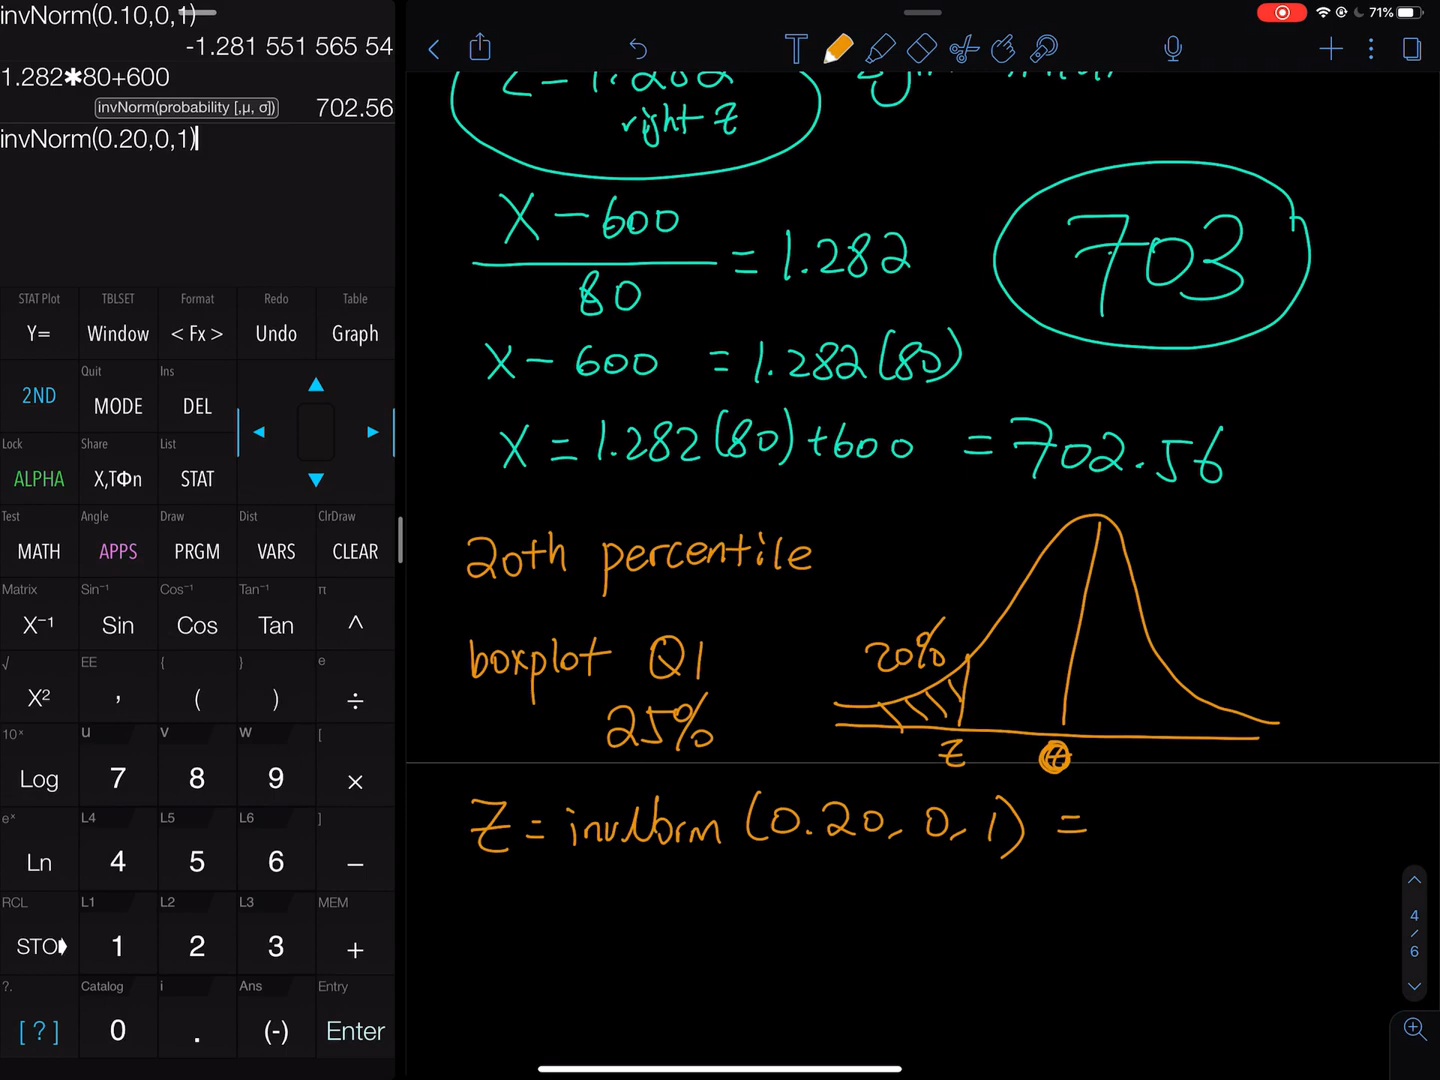 invNorm(0.10,0,1)
-1.281 551 565 54
1.282✱80+600
invNorm(probability [,μ, σ])
702.56
invNorm(0.20,0,1)
STAT Plot TBLSET Format Redo Table
Y= Window < Fx > Undo Graph
Quit Ins
2ND MODE DEL
Lock Share List
ALPHA X,TΦn STAT
Test Angle Draw Dist ClrDraw
MATH APPS PRGM VARS CLEAR
Matrix Sin⁻¹ Cos⁻¹ Tan⁻¹ π
X⁻¹ Sin Cos Tan ^
√ EE { } e
X² , ( ) ÷
10ˣ u v w [
Log 7 8 9 ×
eˣ L4 L5 L6 ]
Ln 4 5 6 −
RCL L1 L2 L3 MEM
STO 1 2 3 +
?. Catalog i Ans Entry
[ ? ] 0 . (-) Enter
71%
T
Z = 1.282
right Z
X − 600
80
= 1.282
703
X − 600 = 1.282(80)
X = 1.282(80)+600 = 702.56
20th percentile
boxplot Q1
25%
20%
Z
Z = invNorm (0.20, 0, 1) =
4
/
6